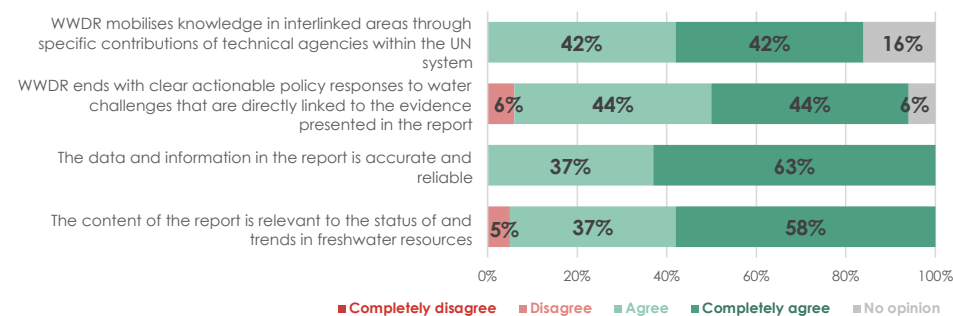 WWDR mobilises knowledge in interlinked areas through
specific contributions of technical agencies within the UN
system
42% 42% 16%
WWDR ends with clear actionable policy responses to water
challenges that are directly linked to the evidence
presented in the report
6% 44% 44% 6%
The data and information in the report is accurate and
reliable
37% 63%
The content of the report is relevant to the status of and
trends in freshwater resources
5% 37% 58%
0% 20% 40% 60% 80% 100%
Completely disagree Disagree Agree Completely agree No opinion